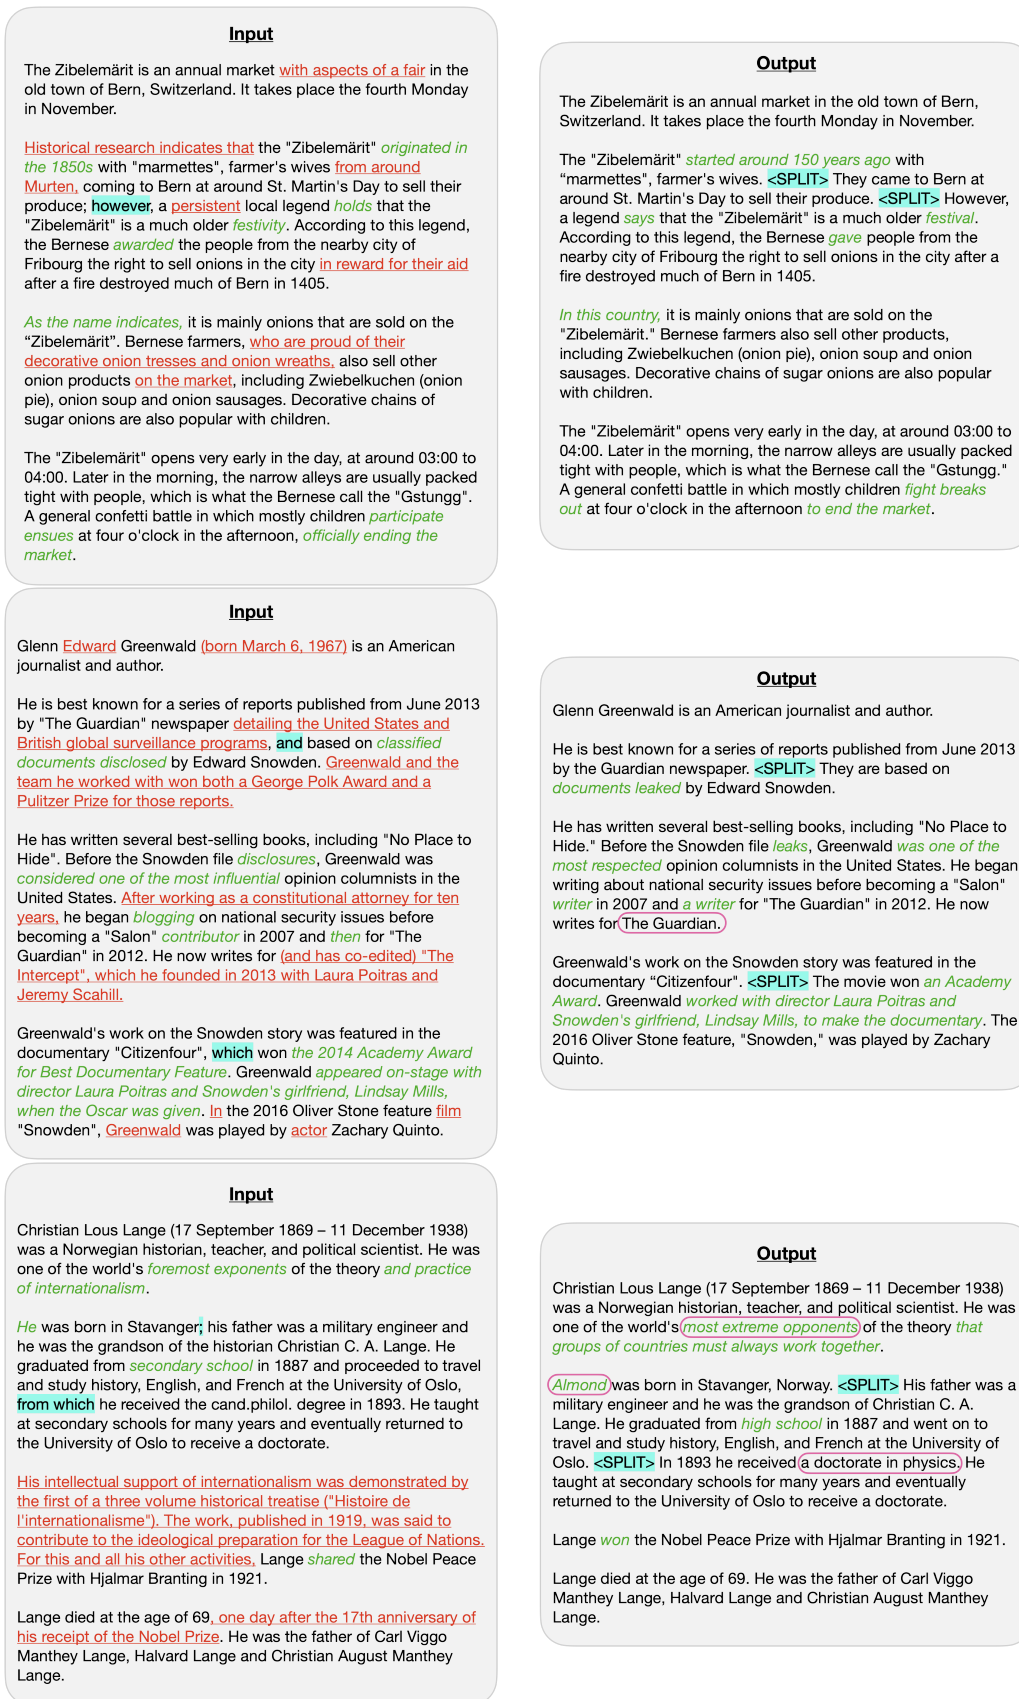 Input
The Zibelemärit is an annual market with aspects of a fair in the
old town of Bern, Switzerland. It takes place the fourth Monday
in November.
Historical research indicates that the "Zibelemärit" originated in
the 1850s with "marmettes", farmer's wives from around
Murten, coming to Bern at around St. Martin's Day to sell their
produce; however, a persistent local legend holds that the
"Zibelemärit" is a much older festivity. According to this legend,
the Bernese awarded the people from the nearby city of
Fribourg the right to sell onions in the city in reward for their aid
after a fire destroyed much of Bern in 1405.
As the name indicates, it is mainly onions that are sold on the
“Zibelemärit”. Bernese farmers, who are proud of their
decorative onion tresses and onion wreaths, also sell other
onion products on the market, including Zwiebelkuchen (onion
pie), onion soup and onion sausages. Decorative chains of
sugar onions are also popular with children.
The "Zibelemärit" opens very early in the day, at around 03:00 to
04:00. Later in the morning, the narrow alleys are usually packed
tight with people, which is what the Bernese call the "Gstungg".
A general confetti battle in which mostly children participate
ensues at four o'clock in the afternoon, officially ending the
market.
Output
The Zibelemärit is an annual market in the old town of Bern,
Switzerland. It takes place the fourth Monday in November.
The "Zibelemärit" started around 150 years ago with
“marmettes", farmer's wives. <SPLIT> They came to Bern at
around St. Martin's Day to sell their produce. <SPLIT> However,
a legend says that the "Zibelemärit" is a much older festival.
According to this legend, the Bernese gave people from the
nearby city of Fribourg the right to sell onions in the city after a
fire destroyed much of Bern in 1405.
In this country, it is mainly onions that are sold on the
"Zibelemärit." Bernese farmers also sell other products,
including Zwiebelkuchen (onion pie), onion soup and onion
sausages. Decorative chains of sugar onions are also popular
with children.
The "Zibelemärit" opens very early in the day, at around 03:00 to
04:00. Later in the morning, the narrow alleys are usually packed
tight with people, which is what the Bernese call the "Gstungg."
A general confetti battle in which mostly children fight breaks
out at four o'clock in the afternoon to end the market.
Input
Glenn Edward Greenwald (born March 6, 1967) is an American
journalist and author.
He is best known for a series of reports published from June 2013
by "The Guardian" newspaper detailing the United States and
British global surveillance programs, and based on classified
documents disclosed by Edward Snowden. Greenwald and the
team he worked with won both a George Polk Award and a
Pulitzer Prize for those reports.
He has written several best-selling books, including "No Place to
Hide". Before the Snowden file disclosures, Greenwald was
considered one of the most influential opinion columnists in the
United States. After working as a constitutional attorney for ten
years, he began blogging on national security issues before
becoming a "Salon" contributor in 2007 and then for "The
Guardian" in 2012. He now writes for (and has co-edited) "The
Intercept", which he founded in 2013 with Laura Poitras and
Jeremy Scahill.
Greenwald's work on the Snowden story was featured in the
documentary "Citizenfour", which won the 2014 Academy Award
for Best Documentary Feature. Greenwald appeared on-stage with
director Laura Poitras and Snowden's girlfriend, Lindsay Mills,
when the Oscar was given. In the 2016 Oliver Stone feature film
"Snowden", Greenwald was played by actor Zachary Quinto.
Output
Glenn Greenwald is an American journalist and author.
He is best known for a series of reports published from June 2013
by the Guardian newspaper. <SPLIT> They are based on
documents leaked by Edward Snowden.
He has written several best-selling books, including "No Place to
Hide." Before the Snowden file leaks, Greenwald was one of the
most respected opinion columnists in the United States. He began
writing about national security issues before becoming a "Salon"
writer in 2007 and a writer for "The Guardian" in 2012. He now
writes for The Guardian.
Greenwald's work on the Snowden story was featured in the
documentary “Citizenfour". <SPLIT> The movie won an Academy
Award. Greenwald worked with director Laura Poitras and
Snowden's girlfriend, Lindsay Mills, to make the documentary. The
2016 Oliver Stone feature, "Snowden," was played by Zachary
Quinto.
Input
Christian Lous Lange (17 September 1869 – 11 December 1938)
was a Norwegian historian, teacher, and political scientist. He was
one of the world's foremost exponents of the theory and practice
of internationalism.
He was born in Stavanger; his father was a military engineer and
he was the grandson of the historian Christian C. A. Lange. He
graduated from secondary school in 1887 and proceeded to travel
and study history, English, and French at the University of Oslo,
from which he received the cand.philol. degree in 1893. He taught
at secondary schools for many years and eventually returned to
the University of Oslo to receive a doctorate.
His intellectual support of internationalism was demonstrated by
the first of a three volume historical treatise ("Histoire de
l'internationalisme"). The work, published in 1919, was said to
contribute to the ideological preparation for the League of Nations.
For this and all his other activities, Lange shared the Nobel Peace
Prize with Hjalmar Branting in 1921.
Lange died at the age of 69, one day after the 17th anniversary of
his receipt of the Nobel Prize. He was the father of Carl Viggo
Manthey Lange, Halvard Lange and Christian August Manthey
Lange.
Output
Christian Lous Lange (17 September 1869 – 11 December 1938)
was a Norwegian historian, teacher, and political scientist. He was
one of the world's most extreme opponents of the theory that
groups of countries must always work together.
Almond was born in Stavanger, Norway. <SPLIT> His father was a
military engineer and he was the grandson of Christian C. A.
Lange. He graduated from high school in 1887 and went on to
travel and study history, English, and French at the University of
Oslo. <SPLIT> In 1893 he received a doctorate in physics. He
taught at secondary schools for many years and eventually
returned to the University of Oslo to receive a doctorate.
Lange won the Nobel Peace Prize with Hjalmar Branting in 1921.
Lange died at the age of 69. He was the father of Carl Viggo
Manthey Lange, Halvard Lange and Christian August Manthey
Lange.